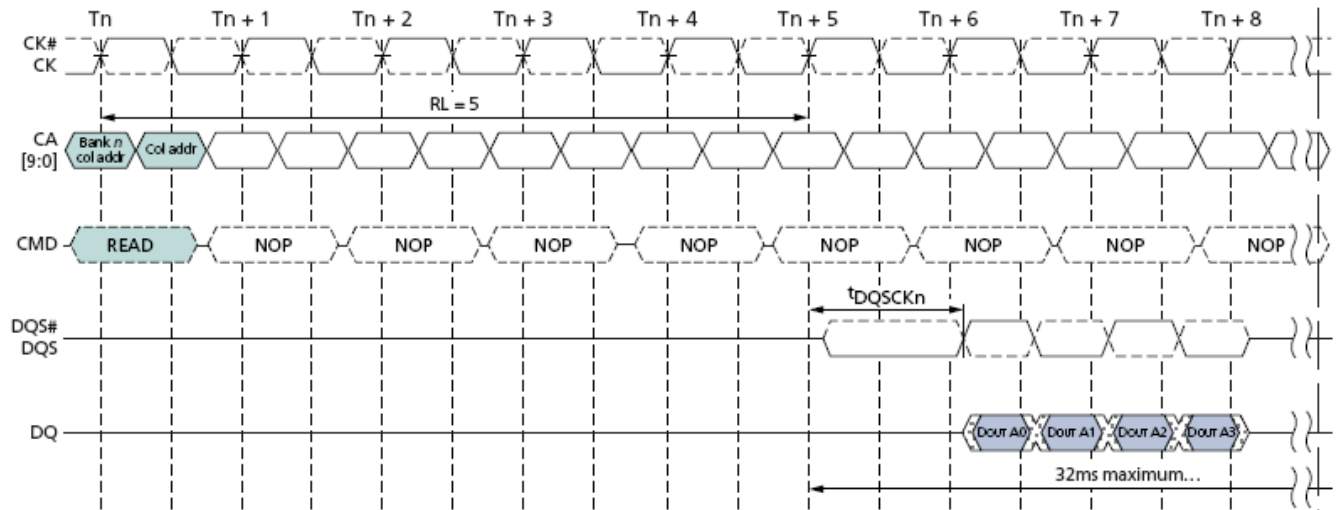 Tn Tn + 1 Tn + 2 Tn + 3 Tn + 4 Tn + 5 Tn + 6 Tn + 7 Tn + 8
CK#
CK
RL = 5
CA
[9:0]
Bank n
col addr
Col addr
CMD READ NOP NOP NOP NOP NOP NOP NOP NOP
tDQSCKn
DQS#
DQS
DQ DOUT A0 DOUT A1 DOUT A2 DOUT A3
32ms maximum...